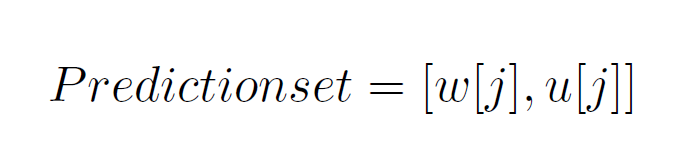 Predictionset = [w[j], u[j]]